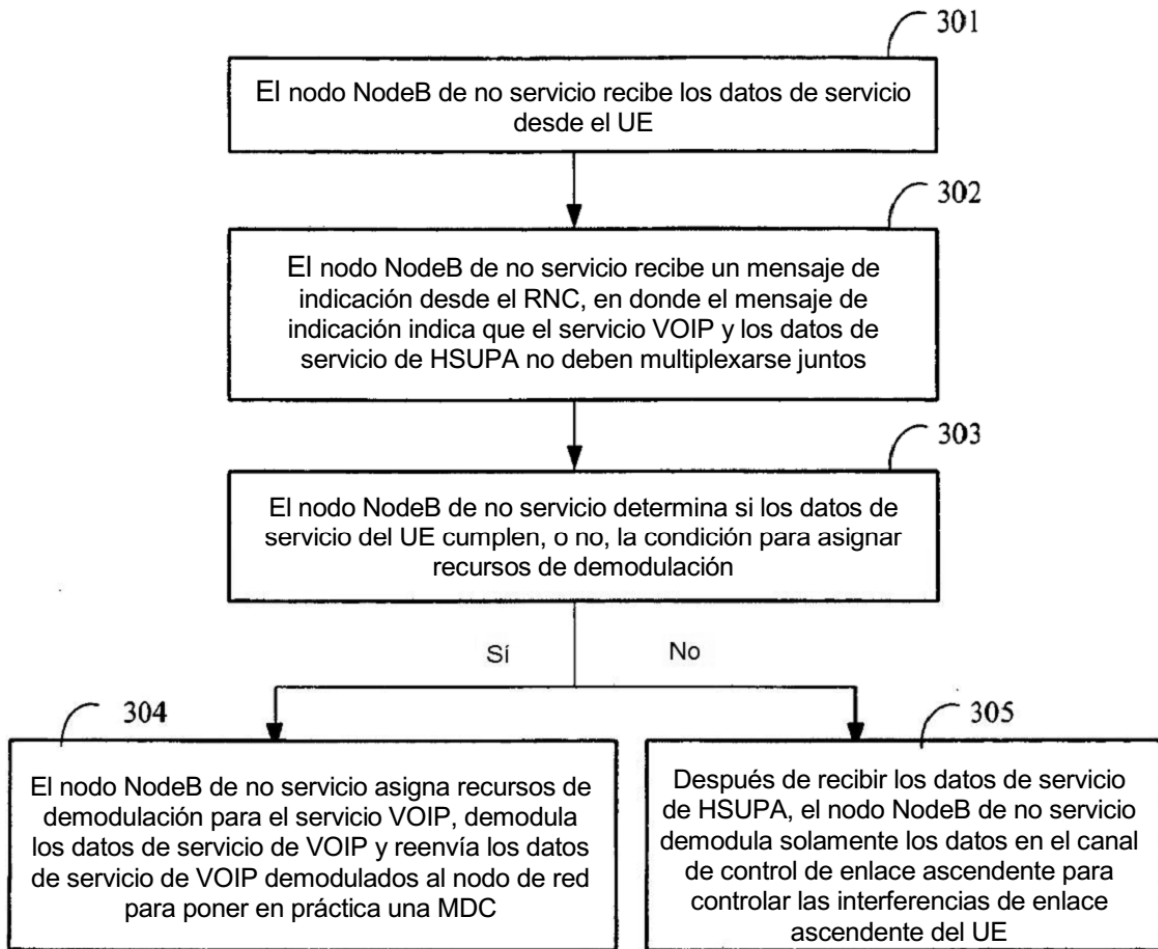 301
El nodo NodeB de no servicio recibe los datos de servicio
desde el UE
302
El nodo NodeB de no servicio recibe un mensaje de
indicación desde el RNC, en donde el mensaje de
indicación indica que el servicio VOIP y los datos de
servicio de HSUPA no deben multiplexarse juntos
303
El nodo NodeB de no servicio determina si los datos de
servicio del UE cumplen, o no, la condición para asignar
recursos de demodulación
Sí
No
304
El nodo NodeB de no servicio asigna recursos de
demodulación para el servicio VOIP, demodula
los datos de servicio de VOIP y reenvía los datos
de servicio de VOIP demodulados al nodo de red
para poner en práctica una MDC
305
Después de recibir los datos de servicio
de HSUPA, el nodo NodeB de no servicio
demodula solamente los datos en el canal
de control de enlace ascendente para
controlar las interferencias de enlace
ascendente del UE